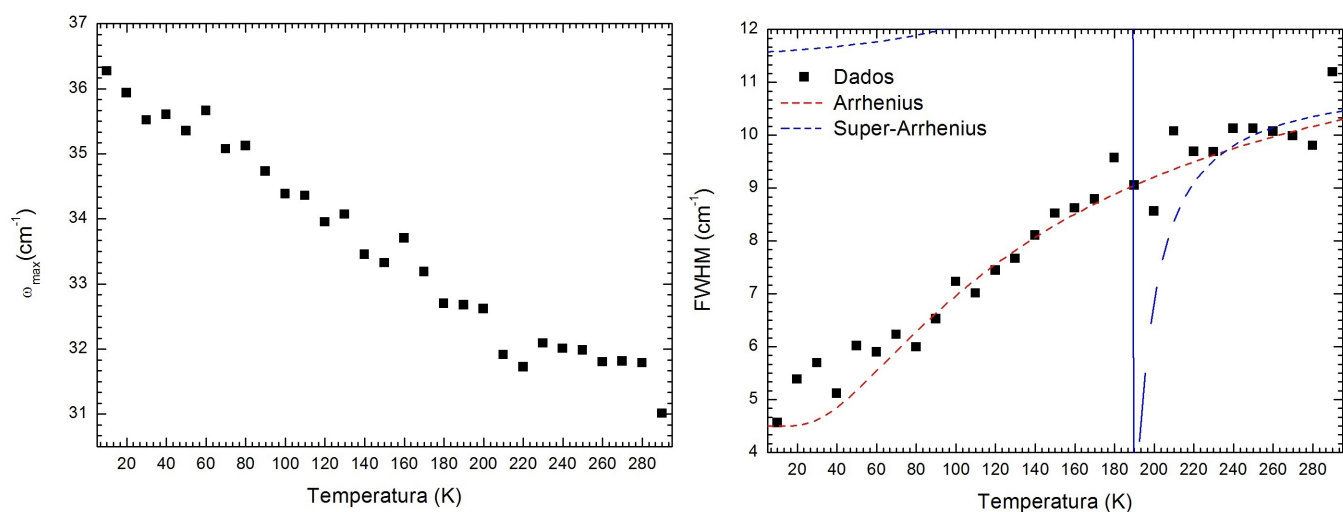 37
36
35
34
33
32
31
ω max(cm-1)
20 40 60 80 100 120 140 160 180 200 220 240 260 280
Temperatura (K)
12
11
10
9
8
7
6
5
4
FWHM (cm-1)
Dados
Arrhenius
Super-Arrhenius
20 40 60 80 100 120 140 160 180 200 220 240 260 280
Temperatura (K)